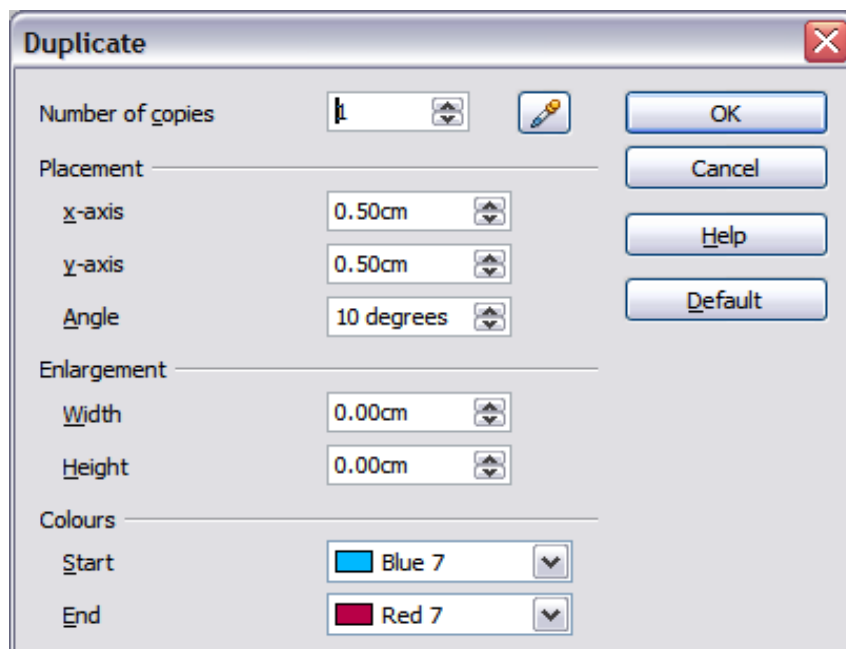 Duplicate
Number of copies 1 OK
Placement Cancel
x-axis 0.50cm
Help
y-axis 0.50cm
Angle 10 degrees Default
Enlargement
Width 0.00cm
Height 0.00cm
Colours
Start Blue 7
End Red 7